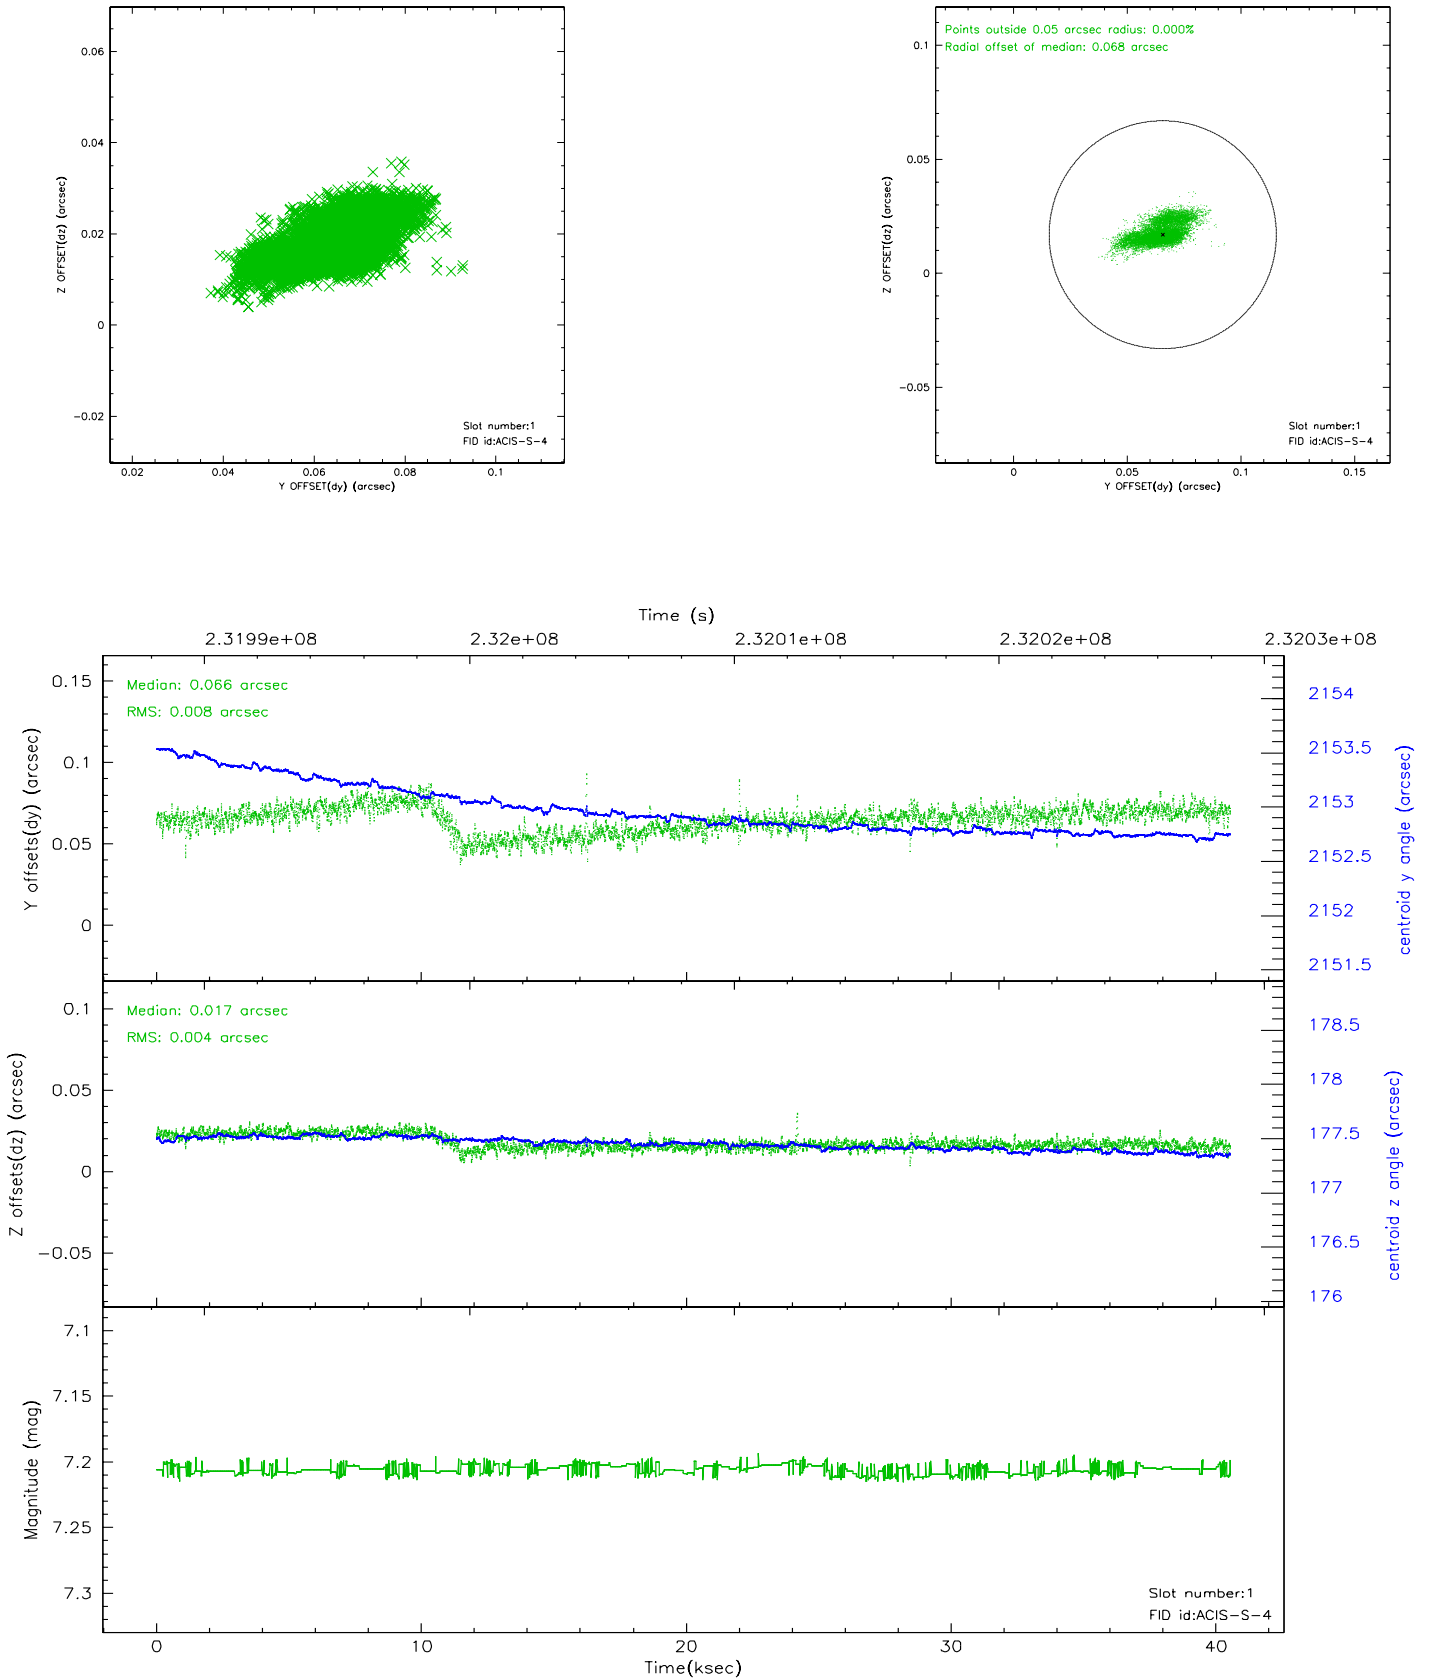 0.06
0.04
0.02
0
−0.02
Z OFFSET(dz) (arcsec)
0.02 0.04 0.06 0.08 0.1
Y OFFSET(dy) (arcsec)
Slot number:1
FID id:ACIS−S−4
Points outside 0.05 arcsec radius: 0.000%
Radial offset of median: 0.068 arcsec
0.1
0.05
0
−0.05
Z OFFSET(dz) (arcsec)
0 0.05 0.1 0.15
Y OFFSET(dy) (arcsec)
Slot number:1
FID id:ACIS−S−4
Time (s)
2.3199e+08 2.32e+08 2.3201e+08 2.3202e+08 2.3203e+08
0.15
0.1
0.05
0
Y offsets(dy) (arcsec)
Median: 0.066 arcsec
RMS: 0.008 arcsec
2154
2153.5
2153
2152.5
2152
2151.5
centroid y angle (arcsec)
0.1
0.05
0
−0.05
Z offsets(dz) (arcsec)
Median: 0.017 arcsec
RMS: 0.004 arcsec
178.5
178
177.5
177
176.5
176
centroid z angle (arcsec)
7.1
7.15
7.2
7.25
7.3
Magnitude (mag)
Slot number:1
FID id:ACIS−S−4
0 10 20 30 40
Time(ksec)